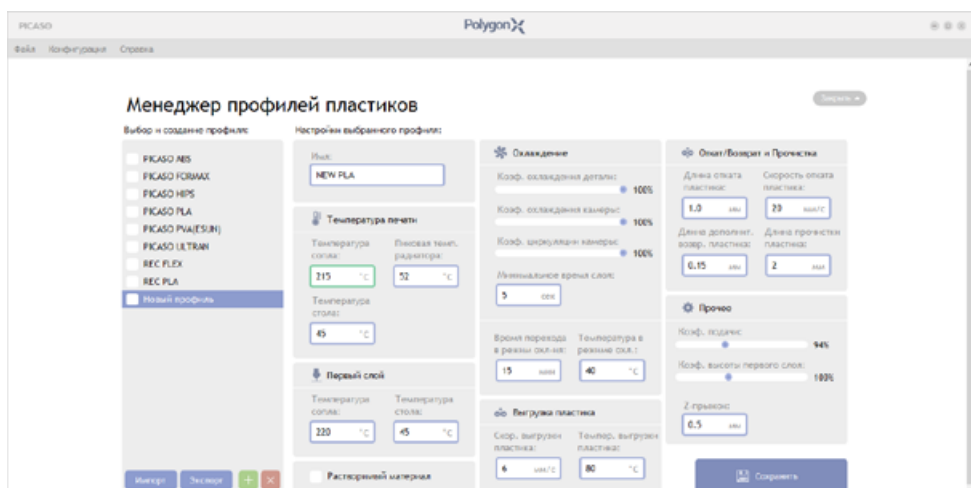 PICASO
PolygonX
Файл Конфигурация Справка
Менеджер профилей пластиков
Закрыть
Выбор и создание профиля:
PICASO ABS
PICASO FORMAX
PICASO HIPS
PICASO PLA
PICASO PVA(ESUN)
PICASO ULTRAN
REC FLEX
REC PLA
Новый профиль
Импорт Экспорт + ×
Настройки выбранного профиля:
Имя:
NEW PLA
Температура печати
Температура сопла:
215 °C
Пиковая темп. радиатора:
52 °C
Температура стола:
45 °C
Первый слой
Температура сопла:
220 °C
Температура стола:
45 °C
Растворимый материал
Охлаждение
Коэф. охлаждения детали:
100%
Коэф. охлаждения камеры:
100%
Коэф. циркуляции камеры:
100%
Минимальное время слоя:
5 сек
Время перехода в режим охл-ия:
15 мин
Температура в режиме охл.:
40 °C
Выгрузка пластика
Скор. выгрузки пластика:
6 мм/с
Темпер. выгрузки пластика:
80 °C
Откат/Возврат и Прочистка
Длина отката пластика:
1.0 мм
Скорость отката пластика:
20 мм/с
Длина дополнит. возвр. пластика:
0.15 мм
Длина прочистки пластика:
2 мм
Прочее
Коэф. подачи:
94%
Коэф. высоты первого слоя:
100%
Z-прыжок:
0.5 мм
Сохранить